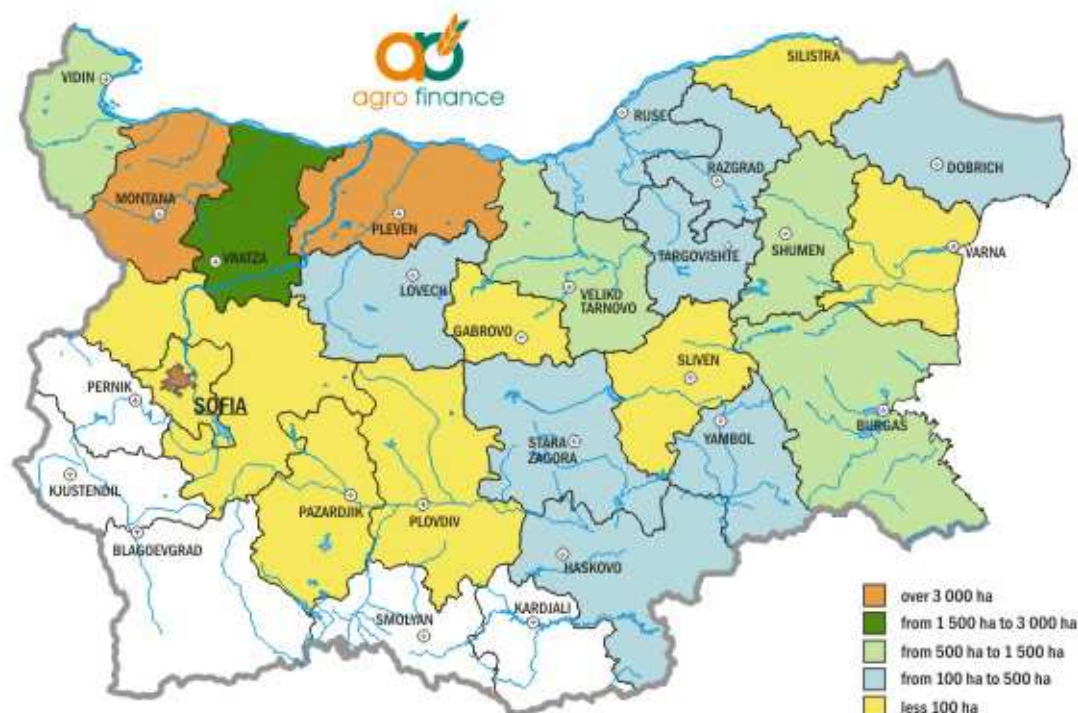 ao
agro finance
VIDIN
SILISTRA
RUSE
MONTANA
PLEVEN
RAZGRAD
DOBRICH
VRATZA
LOVECH
TARGOVISHTE
SHUMEN
VARNA
VELIKO
TARNOVO
GABROVO
SLIVEN
PERNIK
SOFIA
BURGAS
YAMBOL
STARA
ZAGORA
KJUSTENDIL
PAZARDJIK
PLOVDIV
BLAGOEVGRAD
HASKOVO
SMOLYAN
KARDJALI
over 3 000 ha
from 1 500 ha to 3 000 ha
from 500 ha to 1 500 ha
from 100 ha to 500 ha
less 100 ha